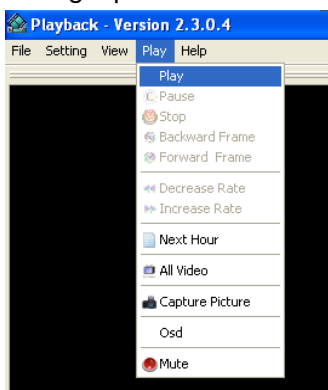 Playback - Version 2.3.0.4
File Setting View Play Help
Play
Pause
Stop
Backward Frame
Forward Frame
Decrease Rate
Increase Rate
Next Hour
All Video
Capture Picture
Osd
Mute